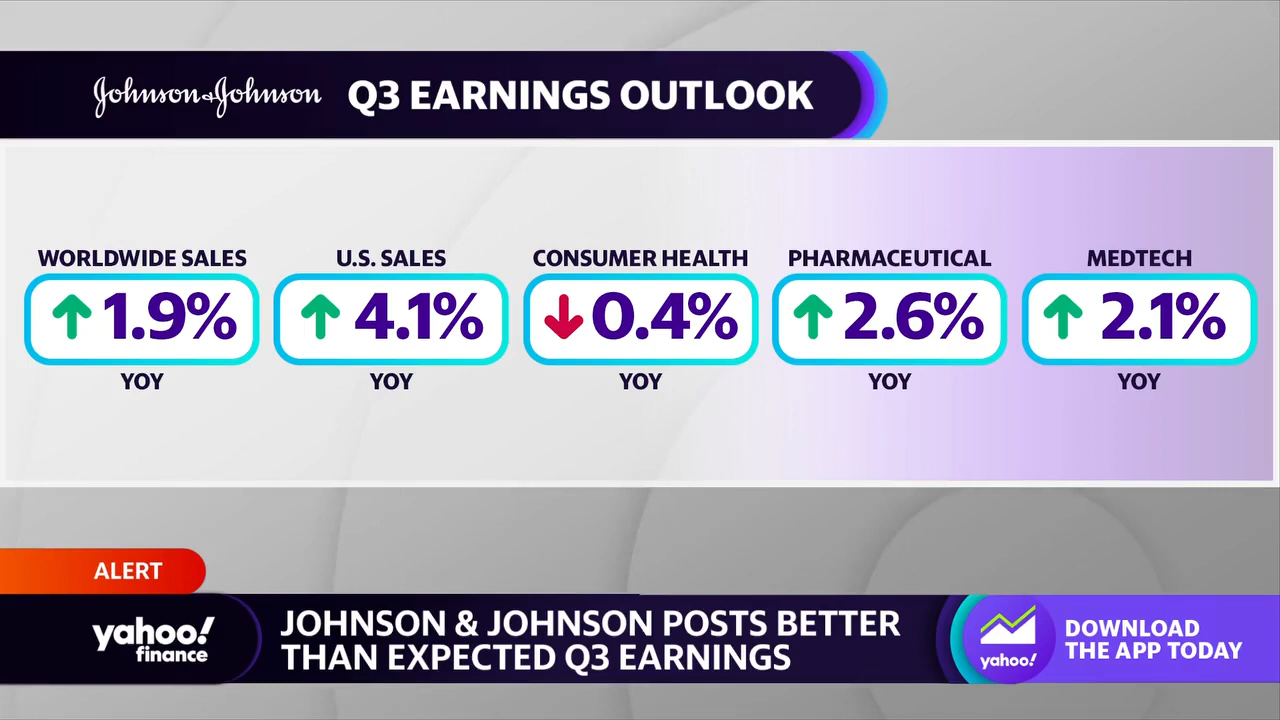 Johnson & Johnson Q3 EARNINGS OUTLOOK
WORLDWIDE SALES
1.9%
YOY
U.S. SALES
4.1%
YOY
CONSUMER HEALTH
0.4%
YOY
PHARMACEUTICAL
2.6%
YOY
MEDTECH
2.1%
YOY
ALERT
yahoo!
finance
JOHNSON & JOHNSON POSTS BETTER
THAN EXPECTED Q3 EARNINGS
yahoo!
DOWNLOAD
THE APP TODAY